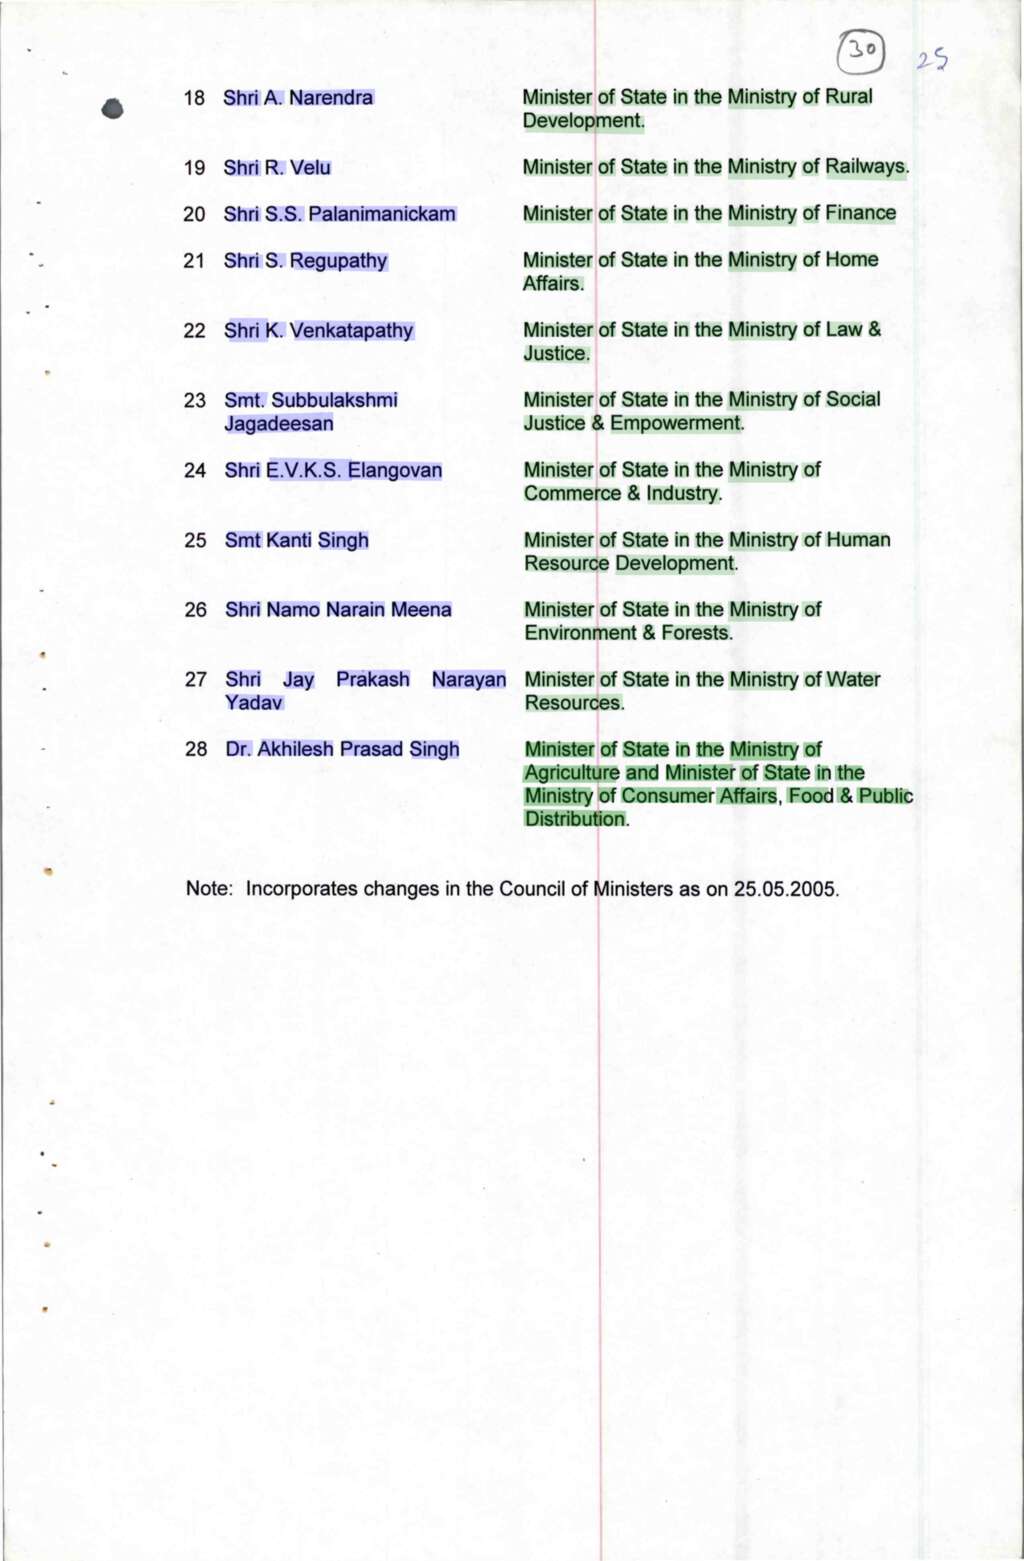 30 25
18 Shri A. Narendra Minister of State in the Ministry of Rural
Development.
19 Shri R. Velu Minister of State in the Ministry of Railways.
20 Shri S.S. Palanimanickam Minister of State in the Ministry of Finance
21 Shri S. Regupathy Minister of State in the Ministry of Home
Affairs.
22 Shri K. Venkatapathy Minister of State in the Ministry of Law &
Justice.
23 Smt. Subbulakshmi Minister of State in the Ministry of Social
Jagadeesan Justice & Empowerment.
24 Shri E.V.K.S. Elangovan Minister of State in the Ministry of
Commerce & Industry.
25 Smt Kanti Singh Minister of State in the Ministry of Human
Resource Development.
26 Shri Namo Narain Meena Minister of State in the Ministry of
Environment & Forests.
27 Shri Jay Prakash Narayan Minister of State in the Ministry of Water
Yadav Resources.
28 Dr. Akhilesh Prasad Singh Minister of State in the Ministry of
Agriculture and Minister of State in the
Ministry of Consumer Affairs, Food & Public
Distribution.
Note: Incorporates changes in the Council of Ministers as on 25.05.2005.